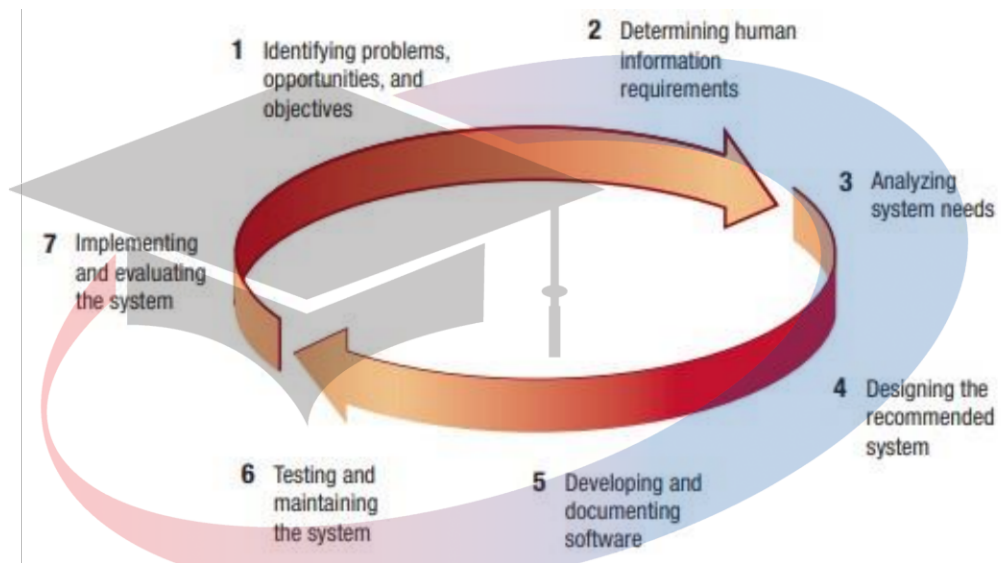 1 Identifying problems,
opportunities, and
objectives
2 Determining human
information
requirements
3 Analyzing
system needs
4 Designing the
recommended
system
5 Developing and
documenting
software
6 Testing and
maintaining
the system
7 Implementing
and evaluating
the system